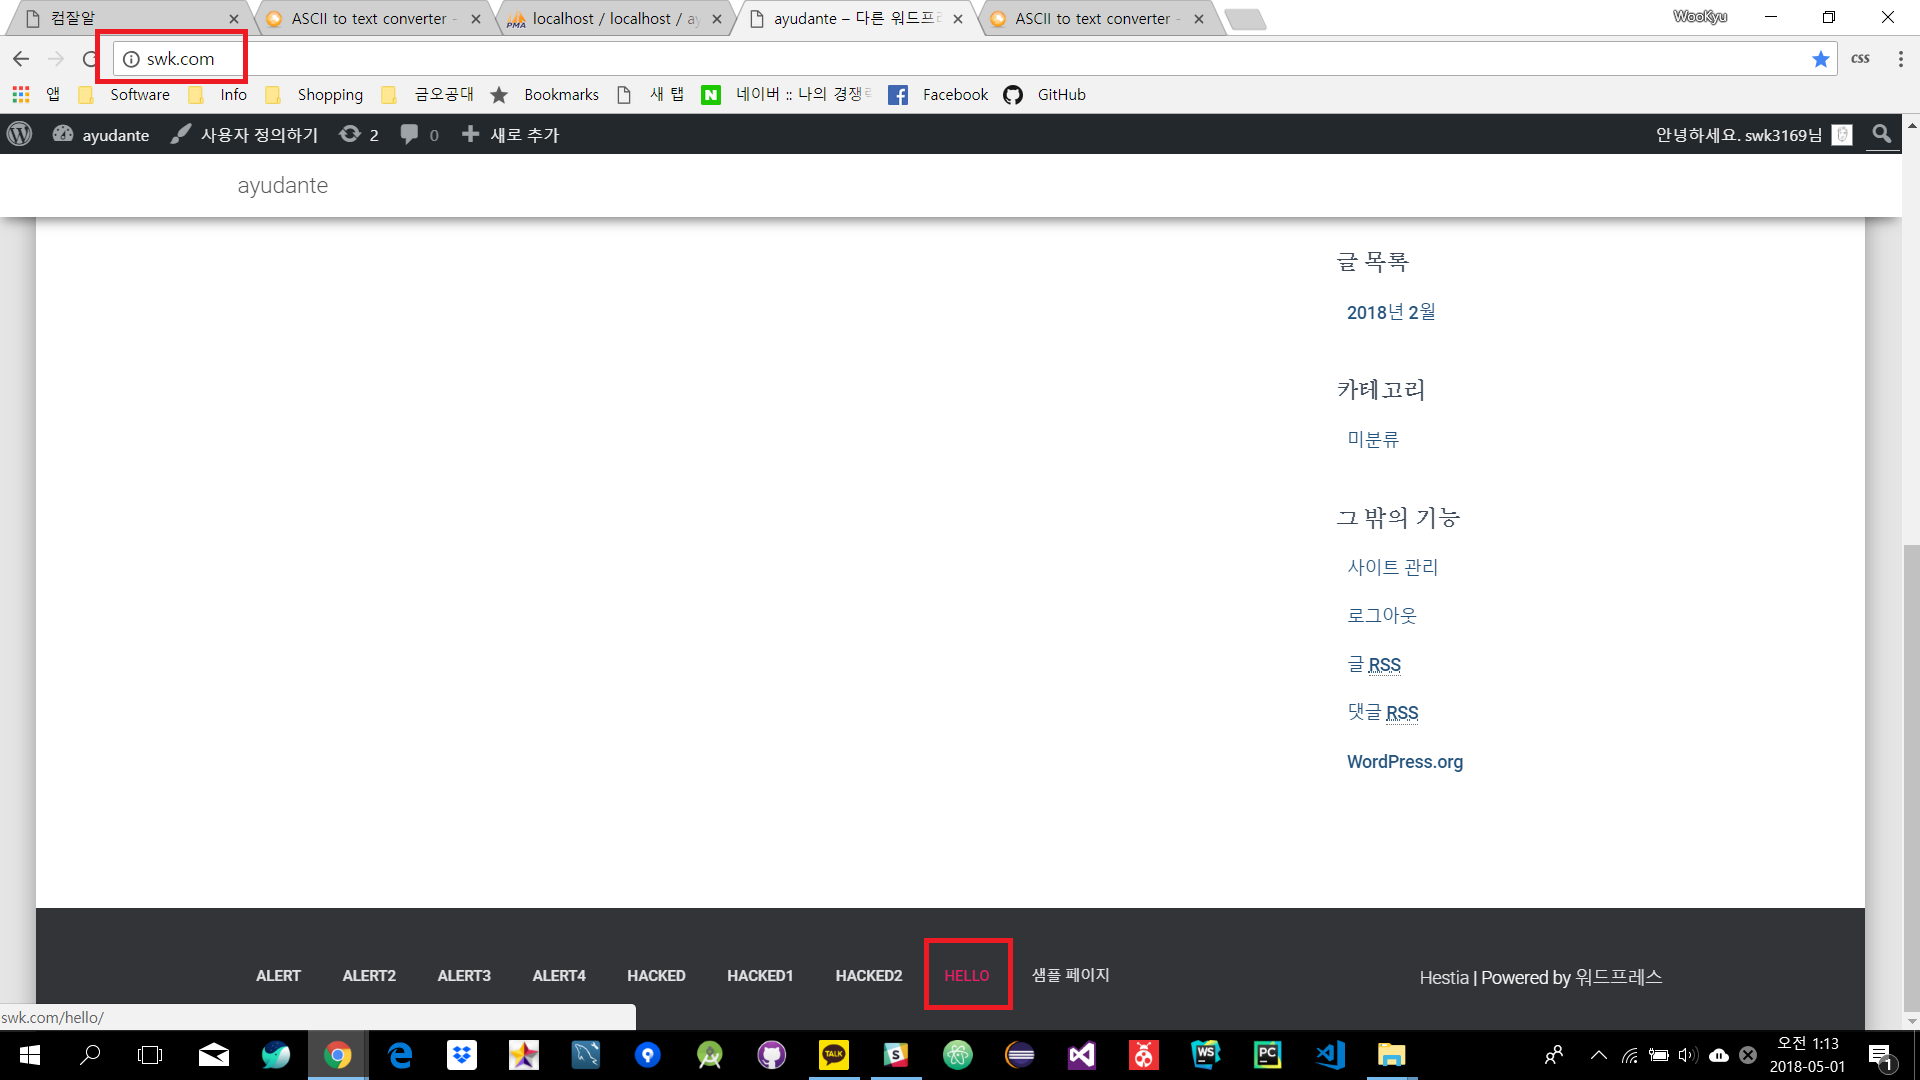 컴잘알
ASCII to text converter -
localhost / localhost / ay
ayudante – 다른 워드프레
ASCII to text converter -
WooKyu
swk.com
css
앱
Software
Info
Shopping
금오공대
Bookmarks
새 탭
네이버 :: 나의 경쟁력
Facebook
GitHub
ayudante
사용자 정의하기
2
0
새로 추가
안녕하세요. swk3169님
ayudante
글 목록
2018년 2월
카테고리
미분류
그 밖의 기능
사이트 관리
로그아웃
글 RSS
댓글 RSS
WordPress.org
ALERT
ALERT2
ALERT3
ALERT4
HACKED
HACKED1
HACKED2
HELLO
샘플 페이지
Hestia | Powered by 워드프레스
swk.com/hello/
오전 1:13
2018-05-01
1